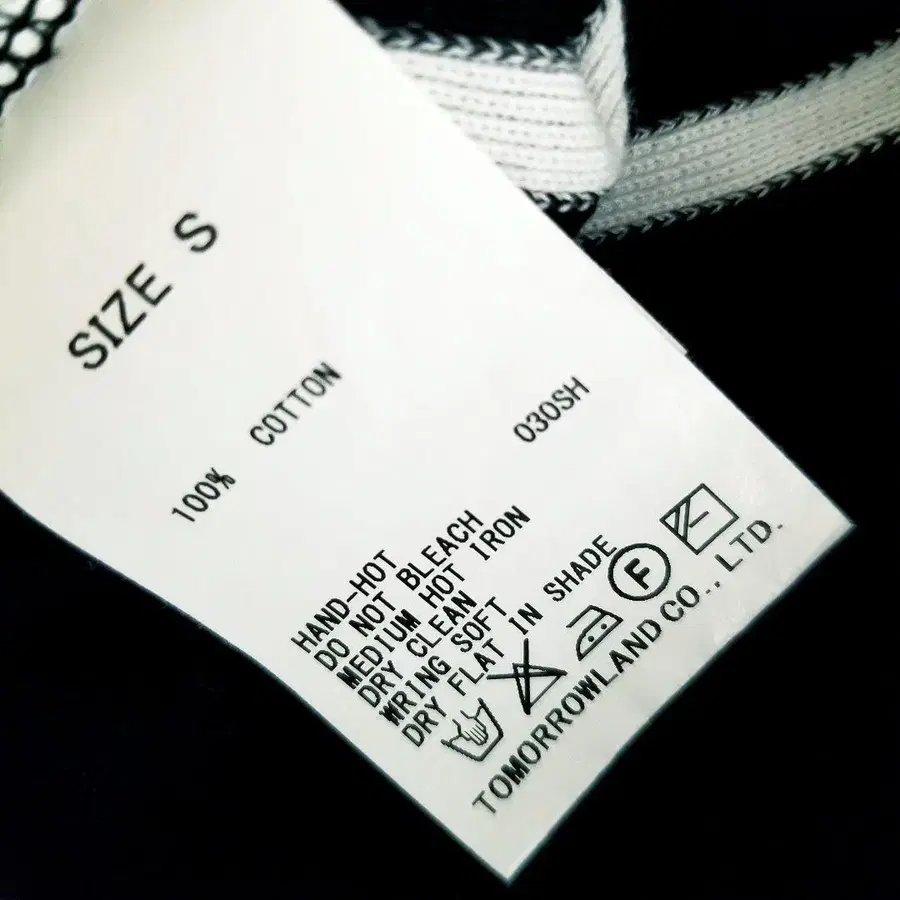 SIZE S
100% COTTON
030SH
HAND-HOT
DO NOT BLEACH
MEDIUM HOT IRON
DRY CLEAN
WRING SOFT
DRY FLAT IN SHADE
F
TOMORROWLAND CO., LTD.